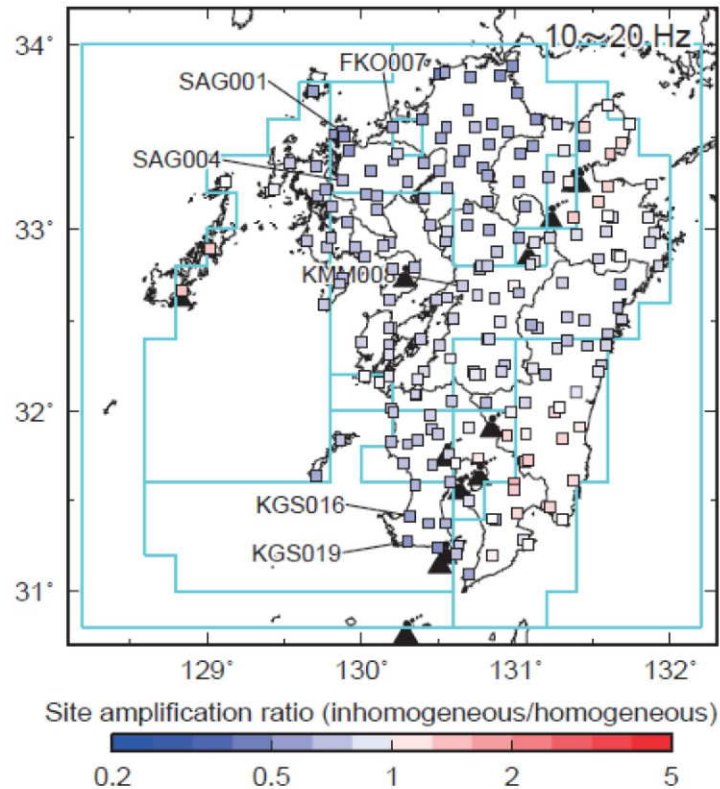 34˚
10～20 Hz
FKO007
SAG001
SAG004
33˚
KMM008
32˚
KGS016
KGS019
31˚
129˚ 130˚ 131˚ 132˚
Site amplification ratio (inhomogeneous/homogeneous)
0.2 0.5 1 2 5